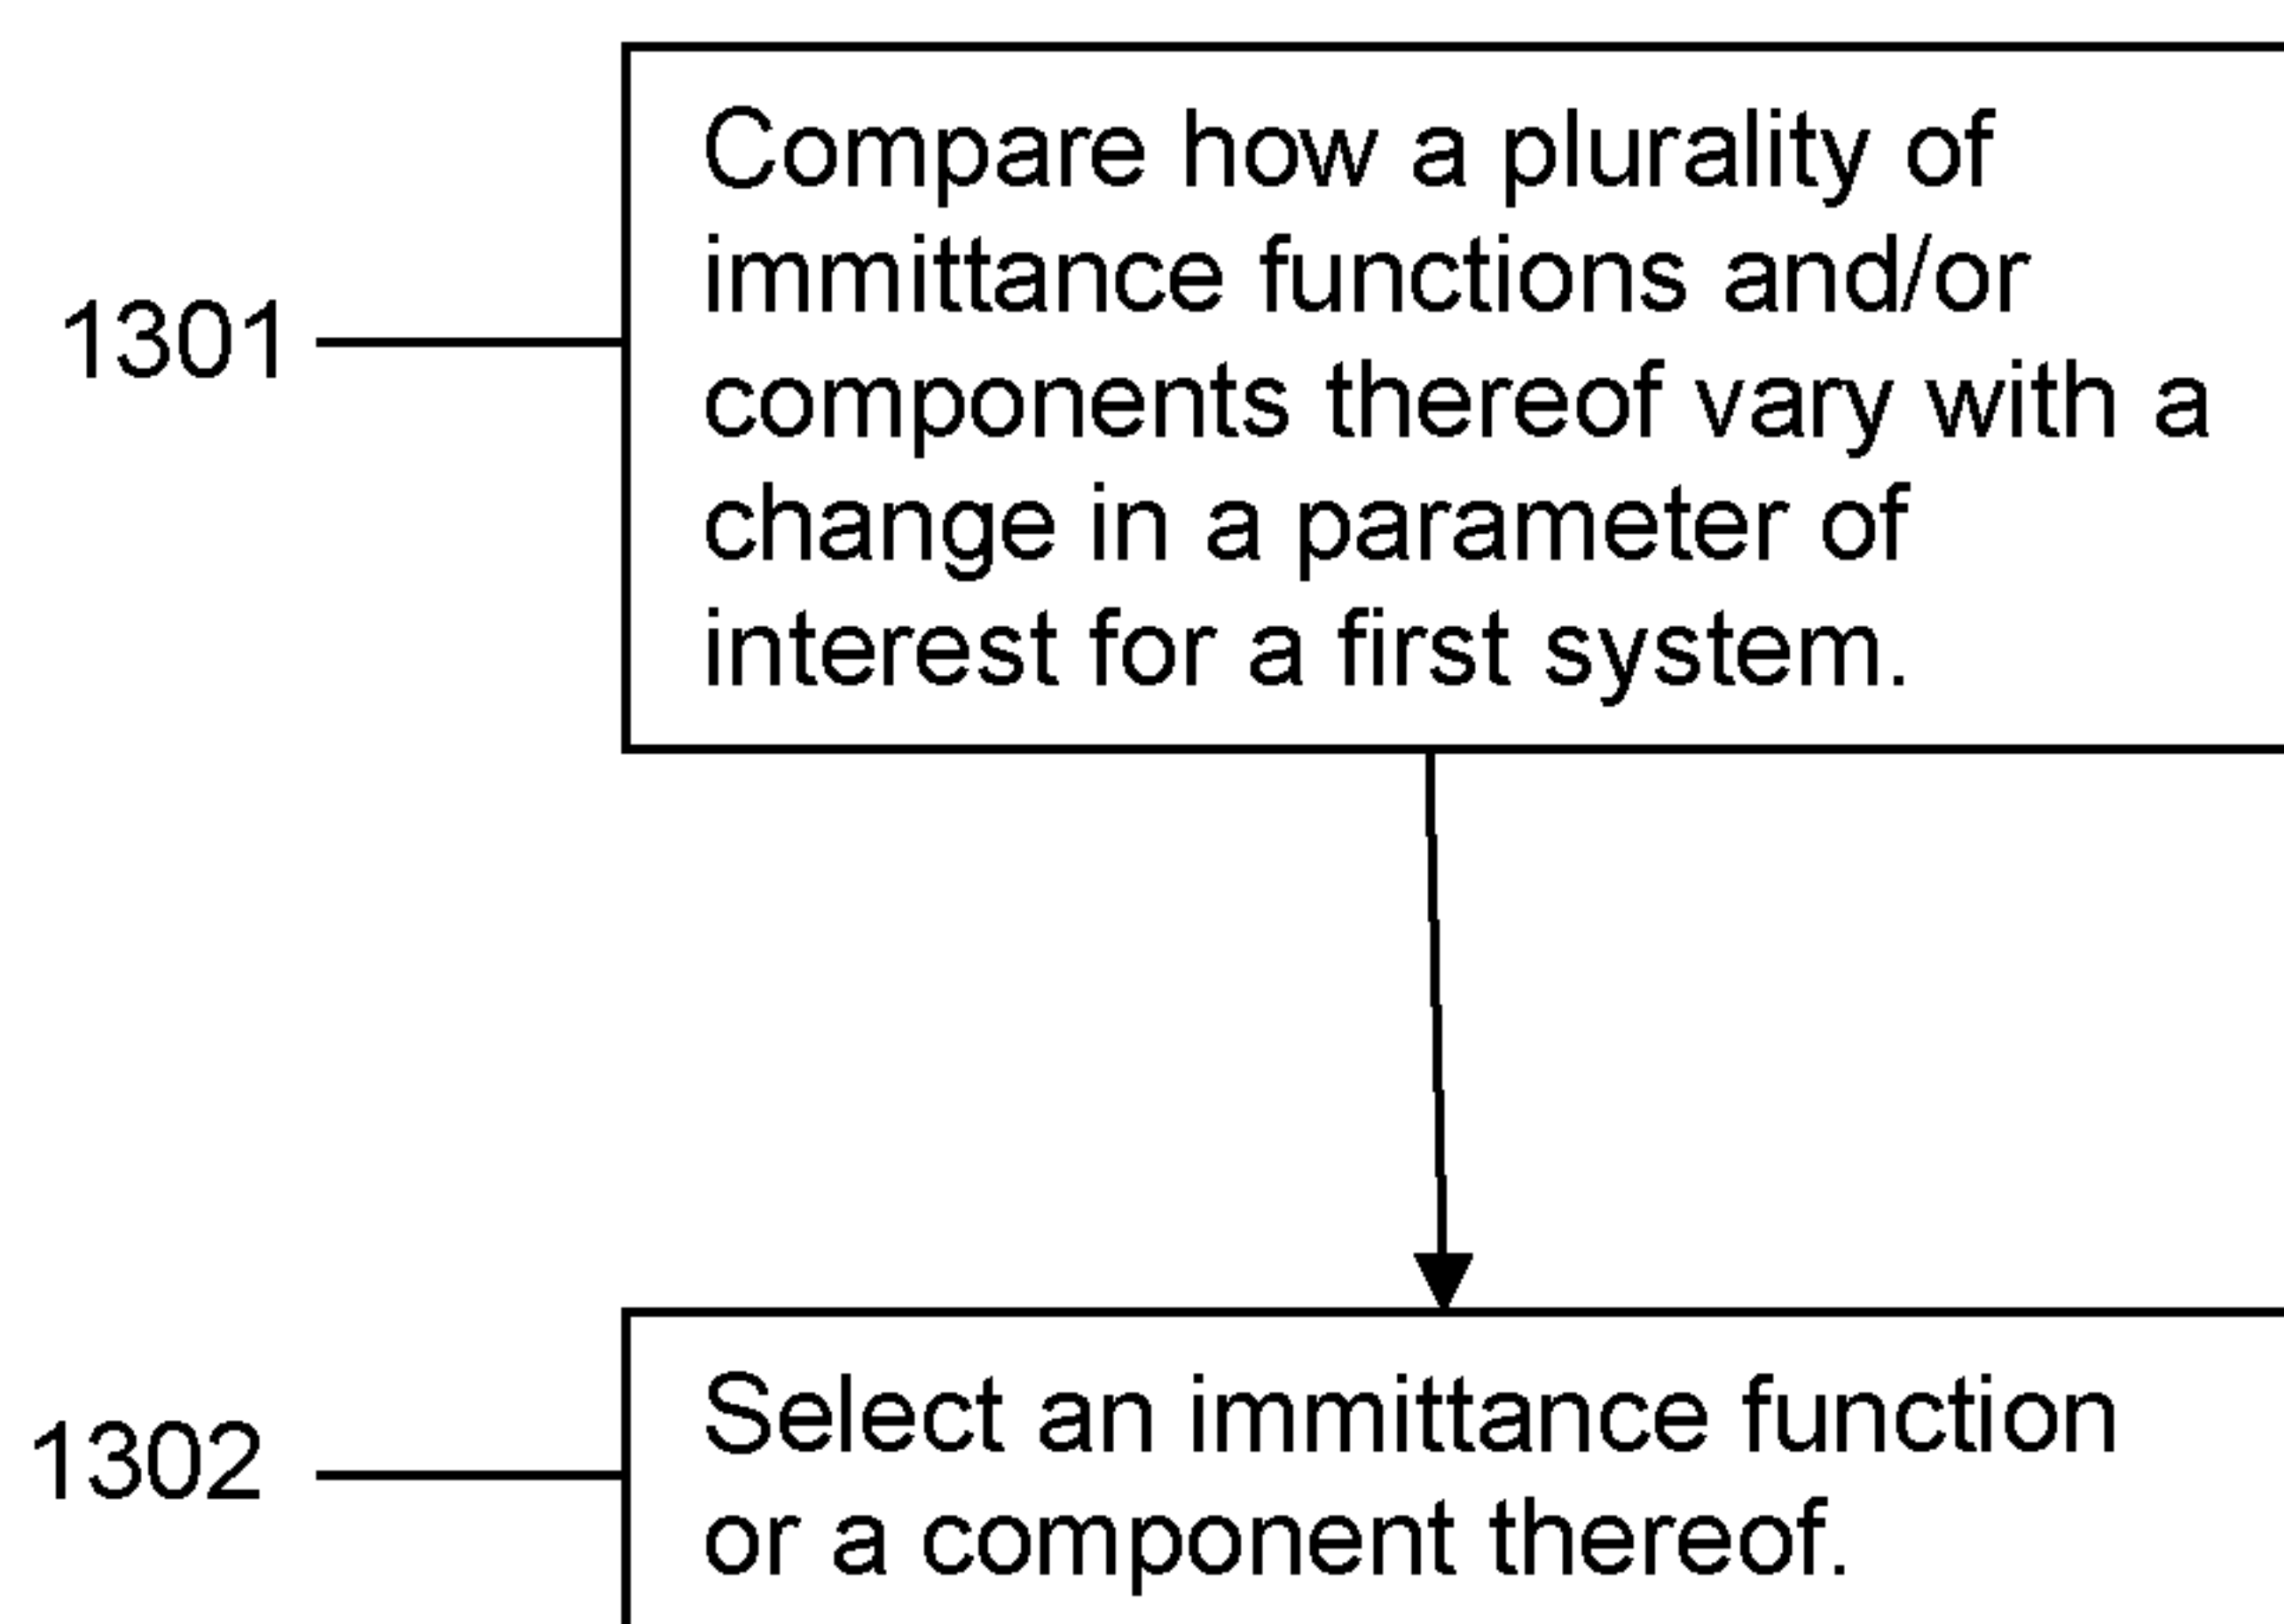 Compare how a plurality of
immittance functions and/or
components thereof vary with a
change in a parameter of
interest for a first system.
1301
Select an immittance function
or a component thereof.
1302